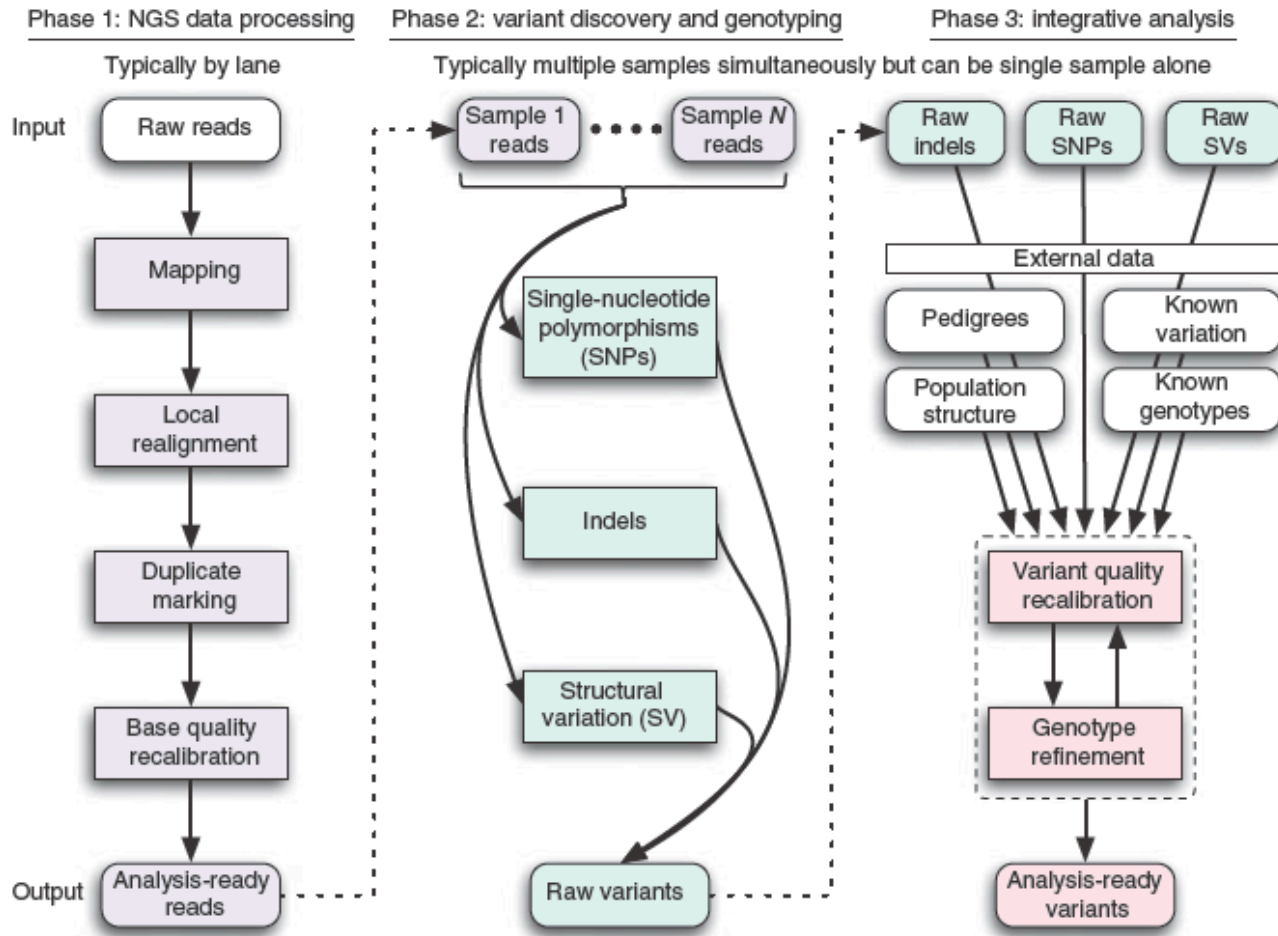 Phase 1: NGS data processing
Typically by lane
Input
Raw reads
Mapping
Local
realignment
Duplicate
marking
Base quality
recalibration
Output
Analysis-ready
reads
Phase 2: variant discovery and genotyping
Phase 3: integrative analysis
Typically multiple samples simultaneously but can be single sample alone
Sample 1
reads
Sample N
reads
Single-nucleotide
polymorphisms
(SNPs)
Indels
Structural
variation (SV)
Raw variants
Raw
indels
Raw
SNPs
Raw
SVs
External data
Pedigrees
Known
variation
Population
structure
Known
genotypes
Variant quality
recalibration
Genotype
refinement
Analysis-ready
variants